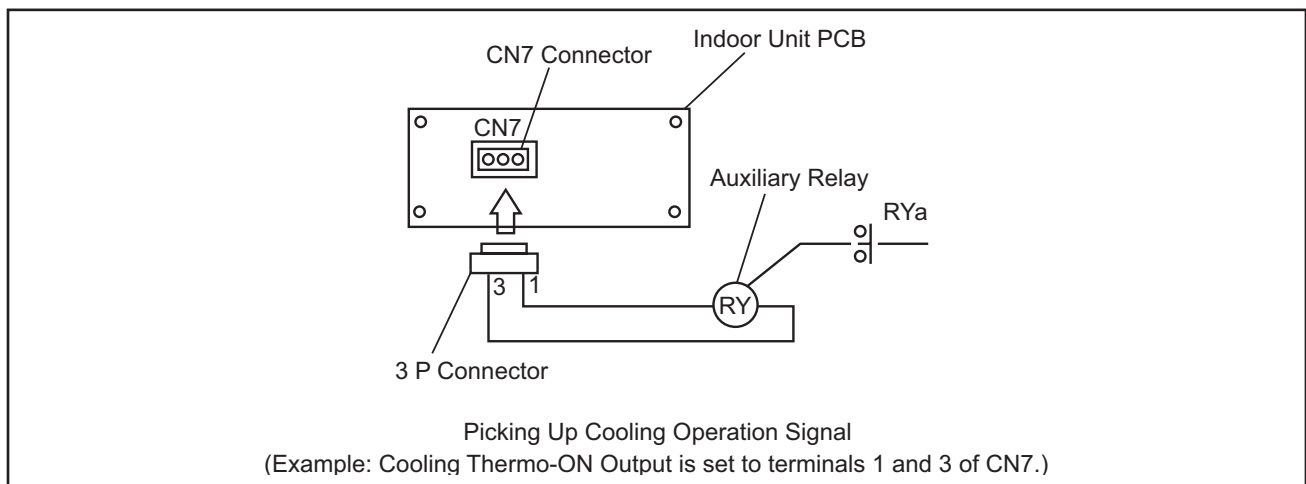 Indoor Unit PCB
CN7 Connector
CN7
Auxiliary Relay
RYa
3 1
RY
3 P Connector
Picking Up Cooling Operation Signal
(Example: Cooling Thermo-ON Output is set to terminals 1 and 3 of CN7.)